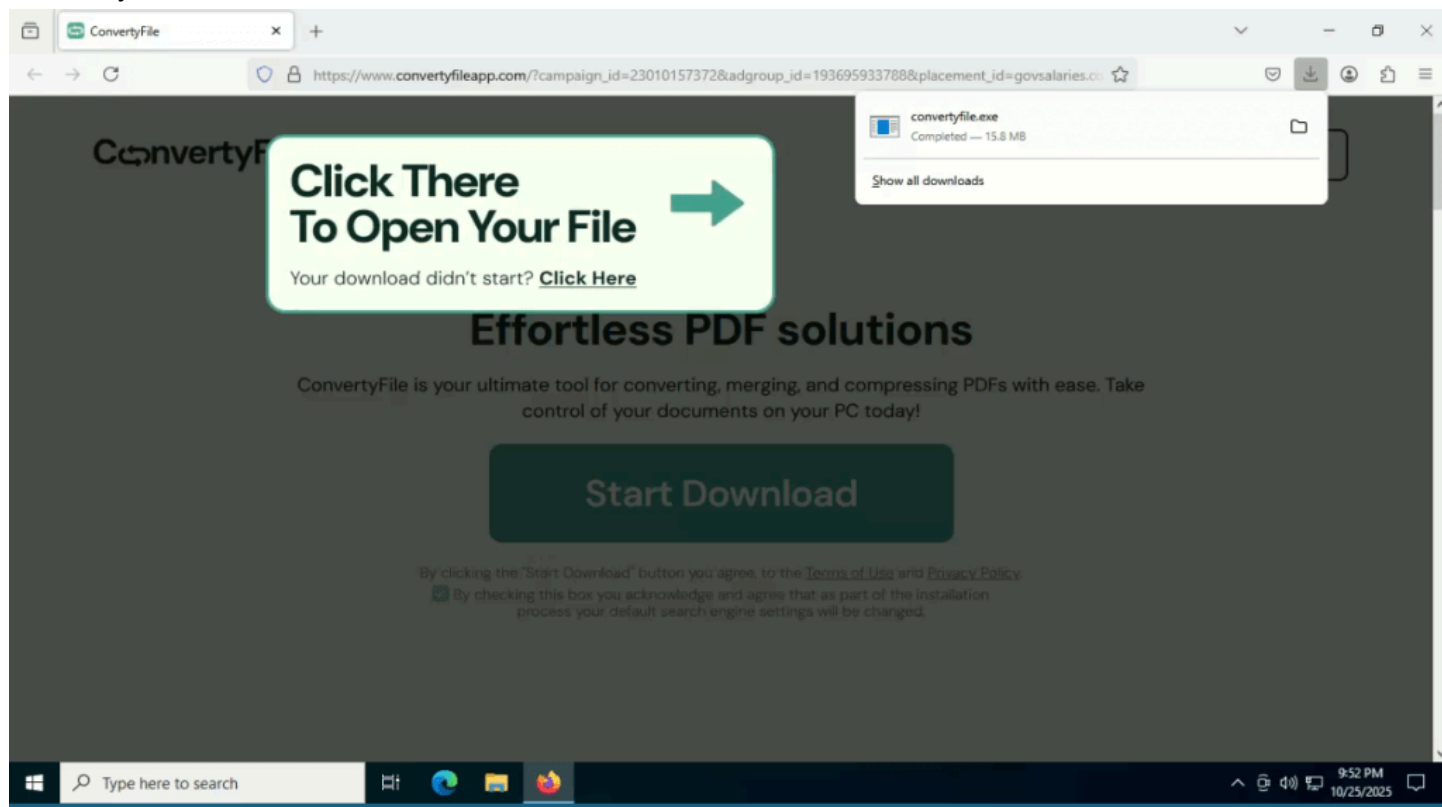 ConvertyFile
https://www.convertyfileapp.com/?campaign_id=23010157372&adgroup_id=193695933788&placement_id=govsalaries.co
convertyfile.exe
Completed — 15.8 MB
Show all downloads
ConvertyF
Click There
To Open Your File
Your download didn't start? Click Here
Effortless PDF solutions
ConvertyFile is your ultimate tool for converting, merging, and compressing PDFs with ease. Take
control of your documents on your PC today!
Start Download
By clicking the "Start Download" button you agree, to the Terms of Use and Privacy Policy.
By checking this box you acknowledge and agree that as part of the installation
process your default search engine settings will be changed.
Type here to search
9:52 PM
10/25/2025